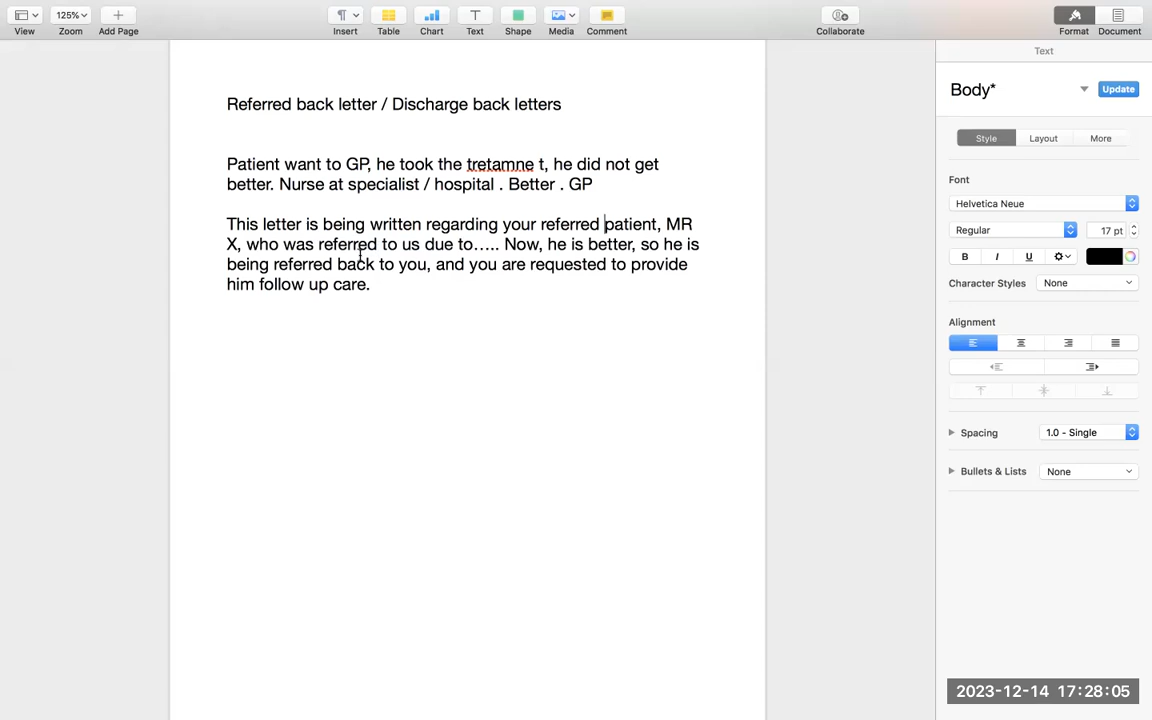 125%
View
Zoom
Add Page
Insert
Table
Chart
Text
Shape
Media
Comment
Collaborate
Format
Document
Referred back letter / Discharge back letters
Patient want to GP, he took the tretamne t, he did not get
better. Nurse at specialist / hospital . Better . GP
This letter is being written regarding your referred patient, MR
X, who was referred to us due to….. Now, he is better, so he is
being referred back to you, and you are requested to provide
him follow up care.
Text
Body*
Update
Style
Layout
More
Font
Helvetica Neue
Regular
17 pt
B I U
Character Styles
None
Alignment
Spacing
1.0 - Single
Bullets & Lists
None
2023-12-14 17:28:05